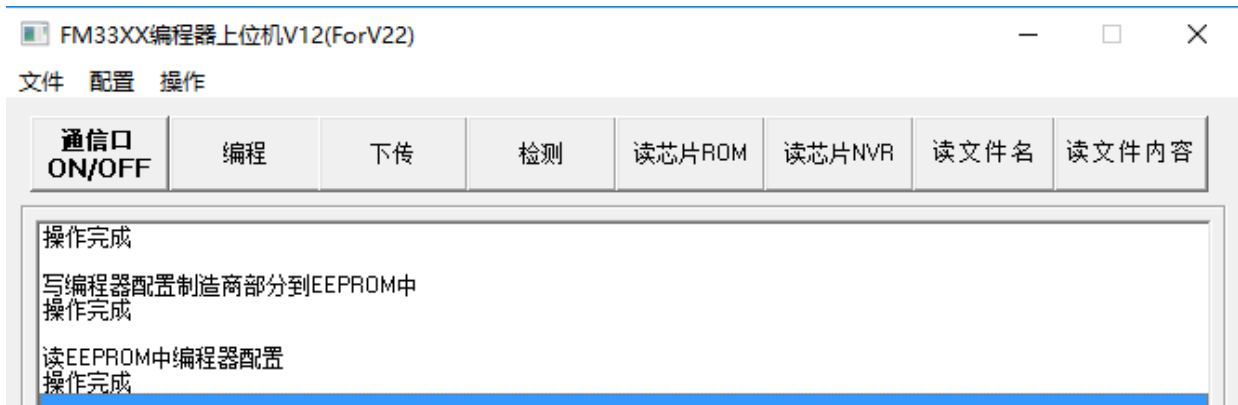 FM33XX编程器上位机V12(ForV22)
文件 配置 操作
通信口
ON/OFF
编程
下传
检测
读芯片ROM
读芯片NVR
读文件名
读文件内容
操作完成
写编程器配置制造商部分到EEPROM中
操作完成
读EEPROM中编程器配置
操作完成